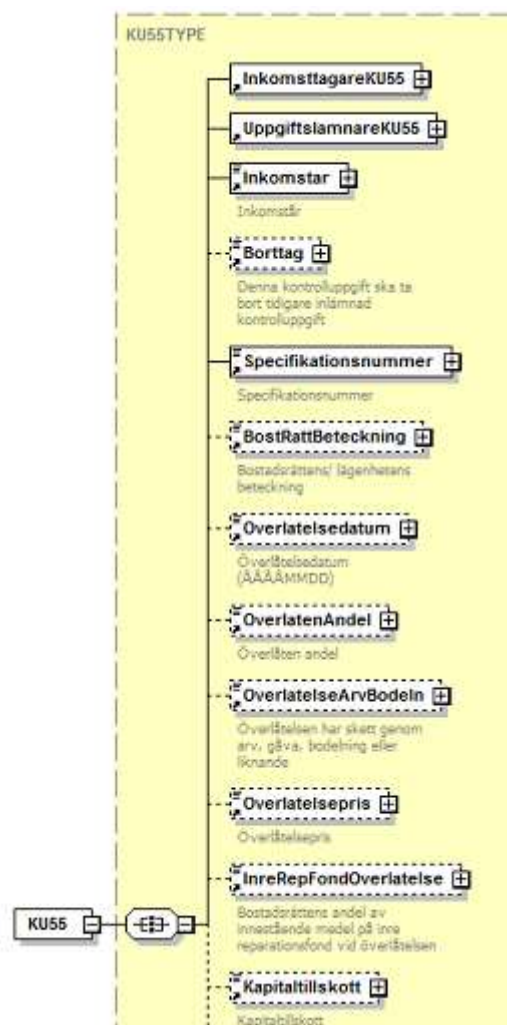 KU55TYPE
InkomsttagareKU55
UppgiftslamnareKU55
Inkomstar
Inkomstår
Borttag
Denna kontrolluppgift ska ta
bort tidigare inlämnad
kontrolluppgift
Specifikationsnummer
Specifikationsnummer
BostRattBeteckning
Bostadsrättens/ lägenhetens
beteckning
Overlatelsedatum
Överlåtelsedatum
(ÅÅÅÅMMDD)
OverlatenAndel
Överlåten andel
OverlatelseArvBodeln
Överlåtelsen har skett genom
arv, gåva, bodelning eller
liknande
Overlatelsepris
Överlåtelsepris
InreRepFondOverlatelse
Bostadsrättens andel av
innestående medel på inre
reparationsfond vid överlåtelsen
KU55
Kapitaltillskott
Kapitaltillskott